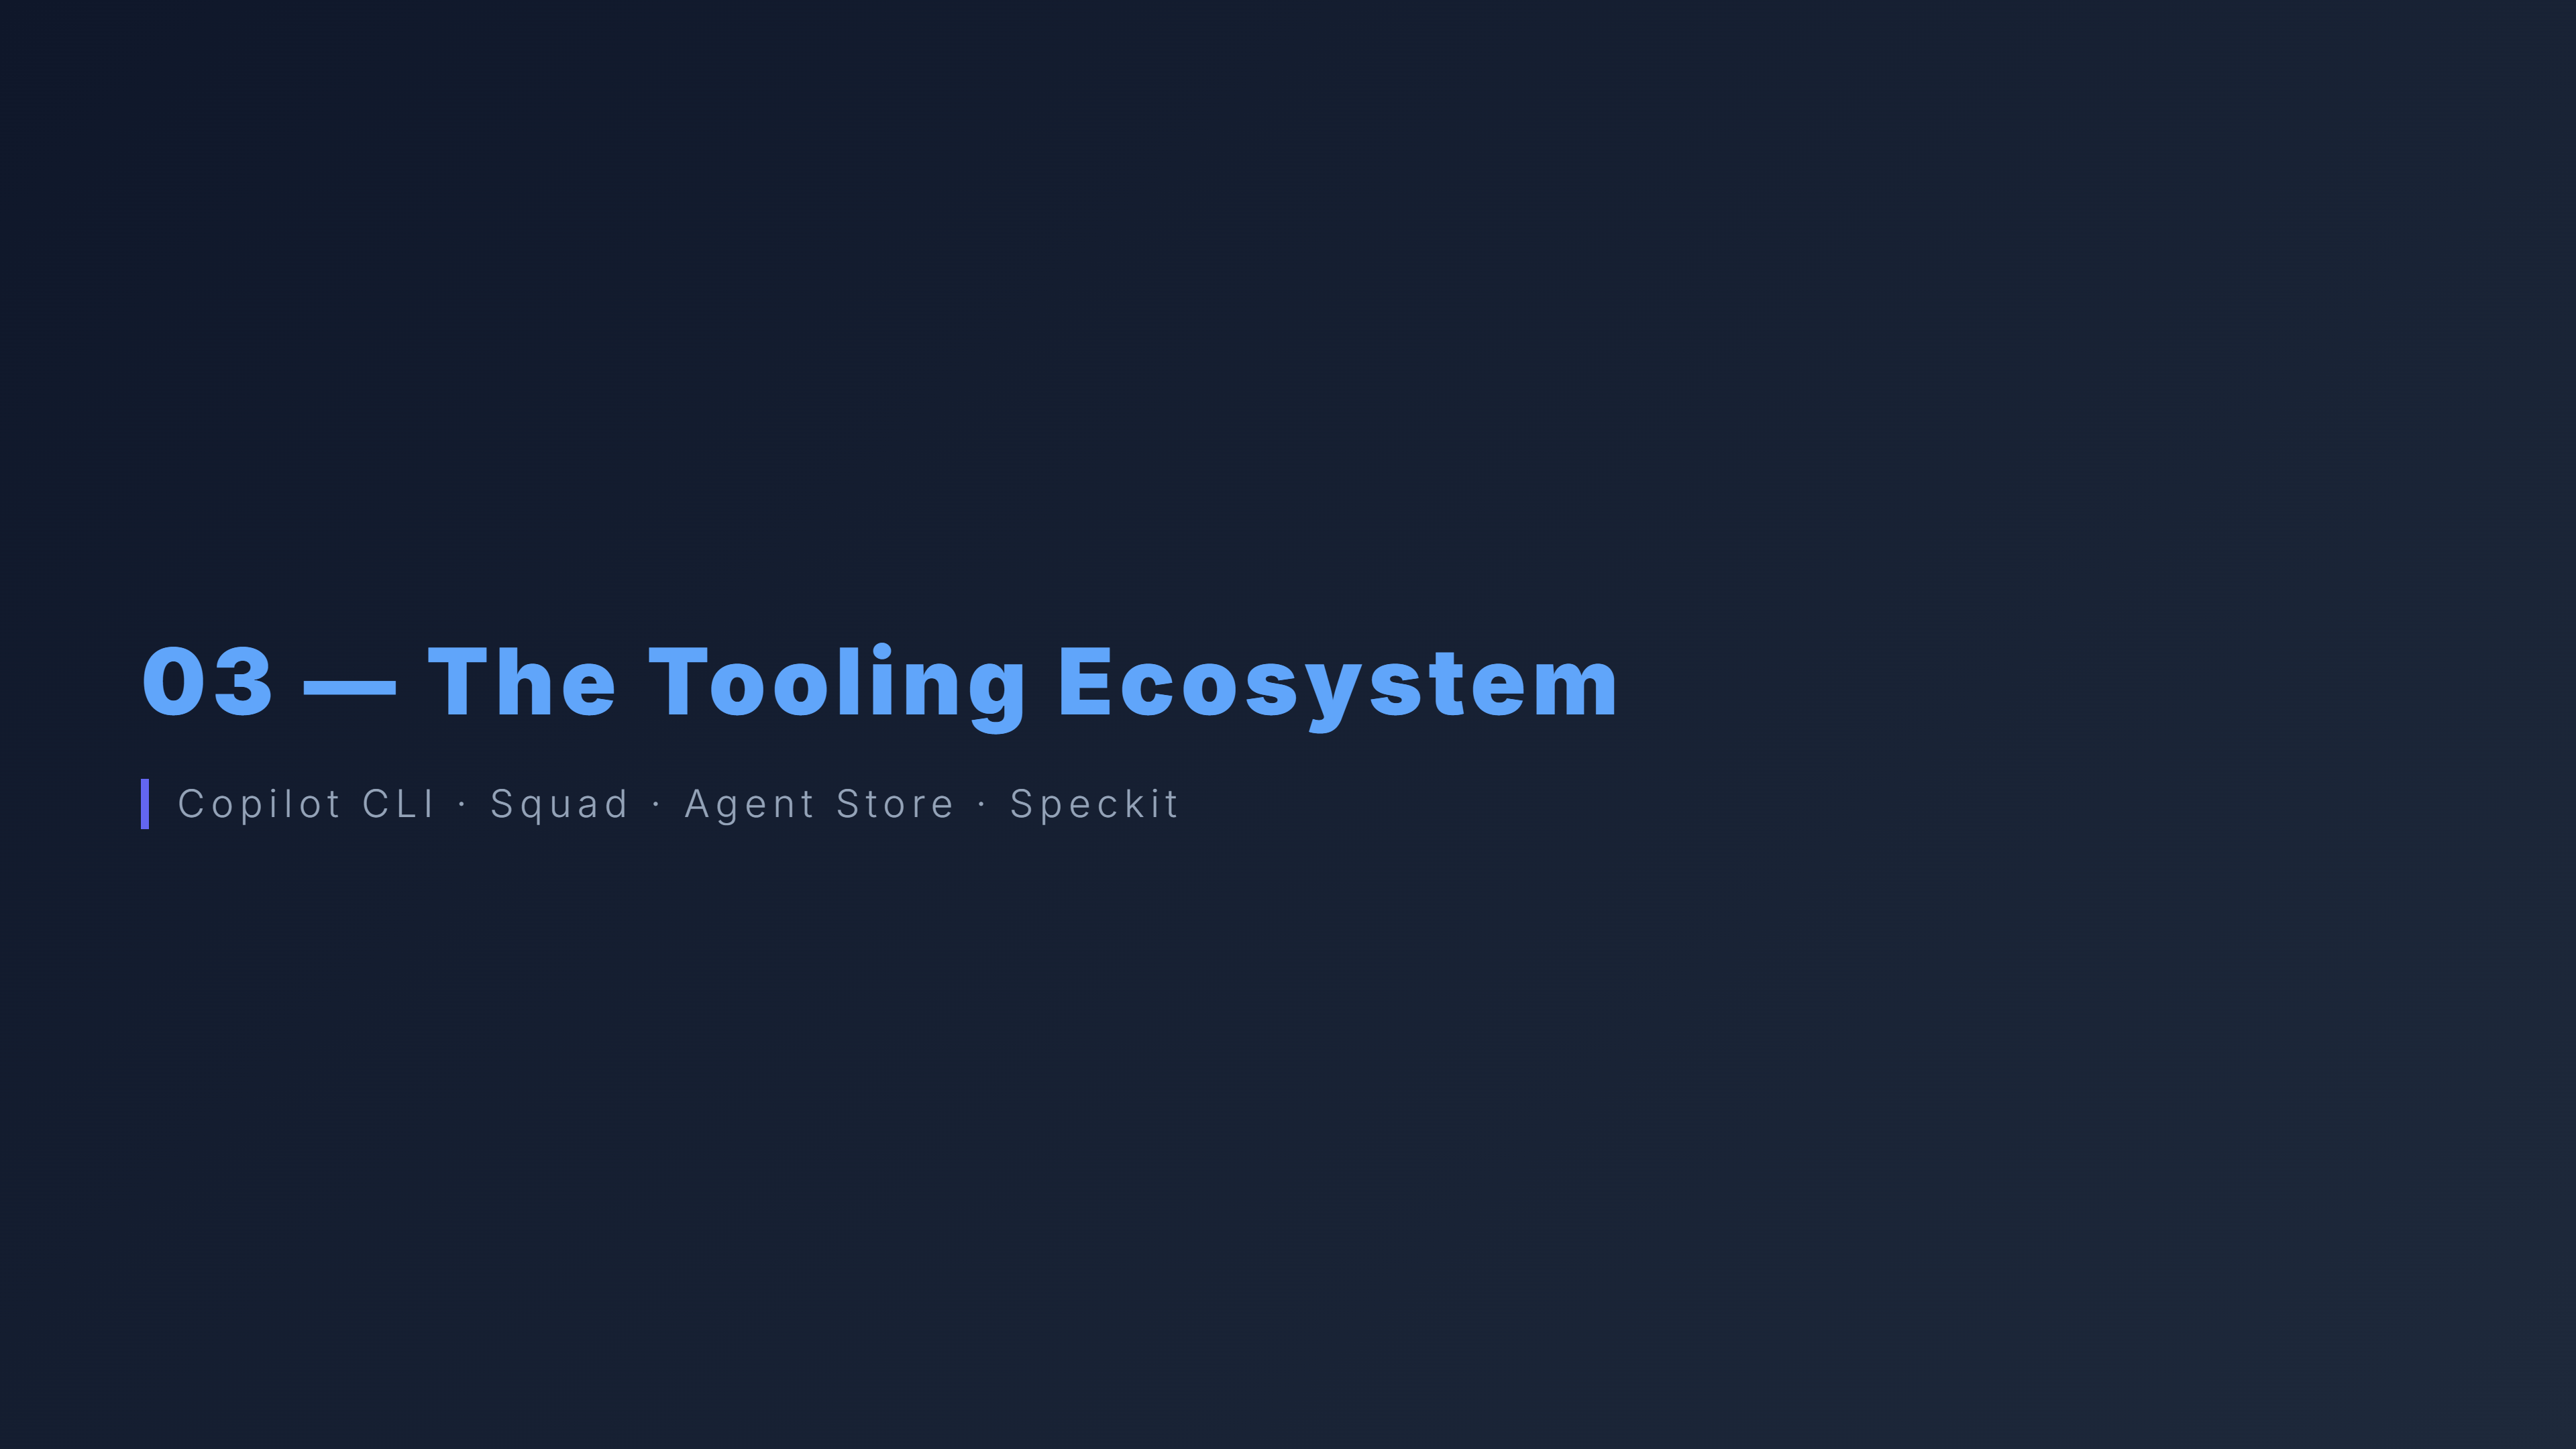 03 — The Tooling Ecosystem
Copilot CLI · Squad · Agent Store · Speckit